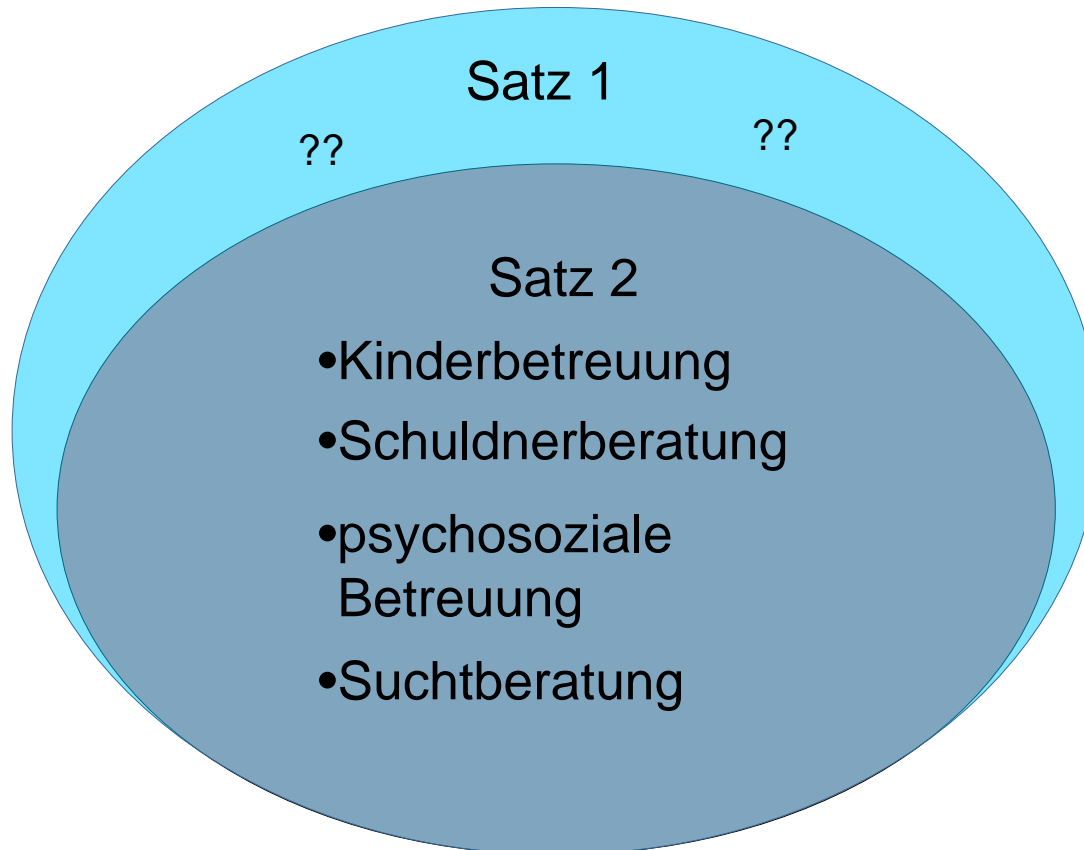 Satz 1
?? ??
Satz 2
•Kinderbetreuung
•Schuldnerberatung
•psychosoziale
Betreuung
•Suchtberatung